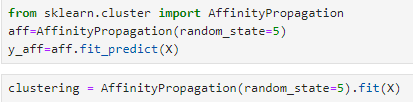 from sklearn.cluster import AffinityPropagation
aff=AffinityPropagation(random_state=5)
y_aff=aff.fit_predict(X)
clustering = AffinityPropagation(random_state=5).fit(X)